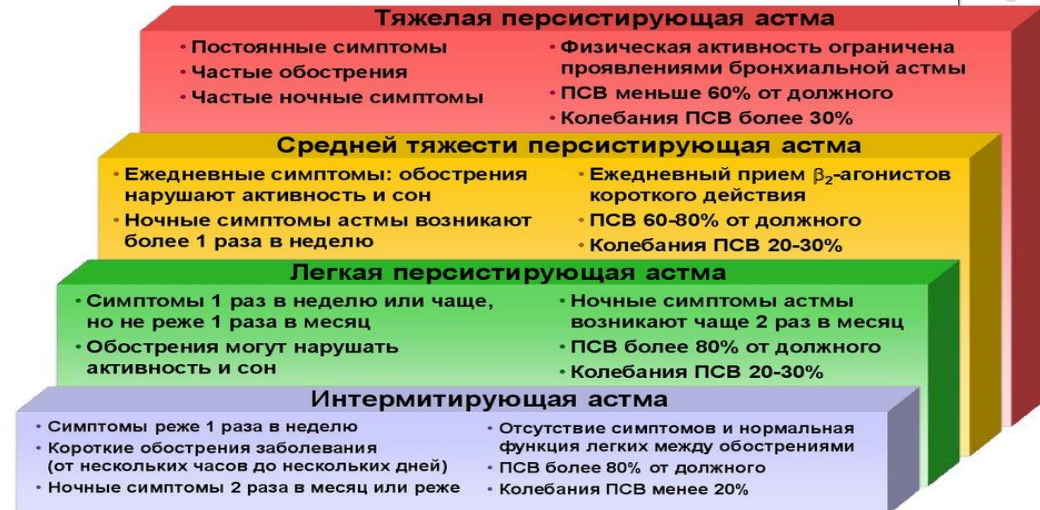 Тяжелая персистирующая астма
• Постоянные симптомы
• Частые обострения
• Частые ночные симптомы
• Физическая активность ограничена
проявлениями бронхиальной астмы
• ПСВ меньше 60% от должного
• Колебания ПСВ более 30%
Средней тяжести персистирующая астма
• Ежедневные симптомы: обострения
нарушают активность и сон
• Ночные симптомы астмы возникают
более 1 раза в неделю
• Ежедневный прием β₂-агонистов
короткого действия
• ПСВ 60-80% от должного
• Колебания ПСВ 20-30%
Легкая персистирующая астма
• Симптомы 1 раз в неделю или чаще,
но не реже 1 раза в месяц
• Обострения могут нарушать
активность и сон
• Ночные симптомы астмы
возникают чаще 2 раз в месяц
• ПСВ более 80% от должного
• Колебания ПСВ 20-30%
Интермитирующая астма
• Симптомы реже 1 раза в неделю
• Короткие обострения заболевания
(от нескольких часов до нескольких дней)
• Ночные симптомы 2 раза в месяц или реже
• Отсутствие симптомов и нормальная
функция легких между обострениями
• ПСВ более 80% от должного
• Колебания ПСВ менее 20%